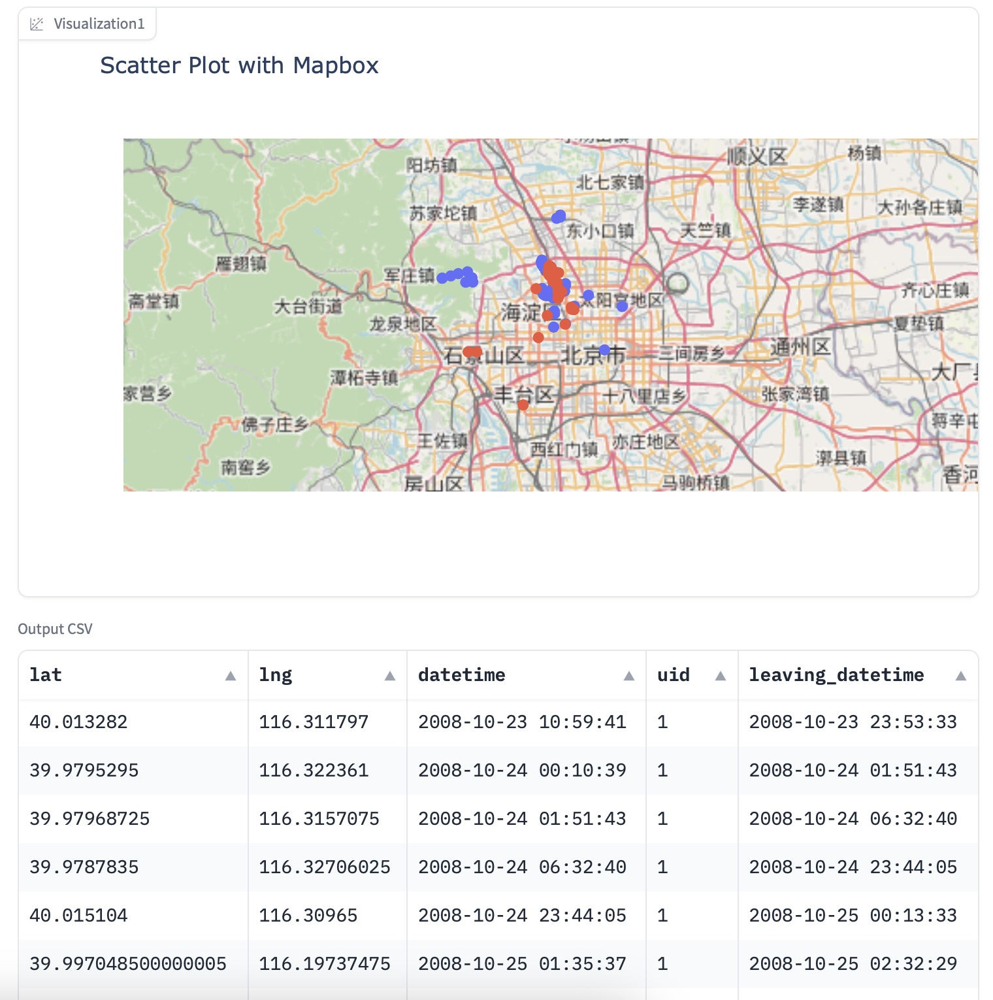 Visualization1
Scatter Plot with Mapbox
顺义区
杨镇
阳坊镇
北七家镇
李遂镇
大孙各庄镇
苏家坨镇
东小口镇
天竺镇
雁翅镇
军庄镇
齐心庄镇
斋堂镇
大台街道
太阳宫地区
海淀区
龙泉地区
夏垫镇
通州区
石景山区
北京市
三间房乡
大厂
潭柘寺镇
家营乡
丰台区
十八里店乡
张家湾镇
佛子庄乡
王佐镇
西红门镇
亦庄地区
漷县镇
南窖乡
香河
房山区
马驹桥镇
Output CSV
lat lng datetime uid leaving_datetime
40.013282 116.311797 2008-10-23 10:59:41 1 2008-10-23 23:53:33
39.9795295 116.322361 2008-10-24 00:10:39 1 2008-10-24 01:51:43
39.97968725 116.3157075 2008-10-24 01:51:43 1 2008-10-24 06:32:40
39.9787835 116.32706025 2008-10-24 06:32:40 1 2008-10-24 23:44:05
40.015104 116.30965 2008-10-24 23:44:05 1 2008-10-25 00:13:33
39.997048500000005 116.19737475 2008-10-25 01:35:37 1 2008-10-25 02:32:29